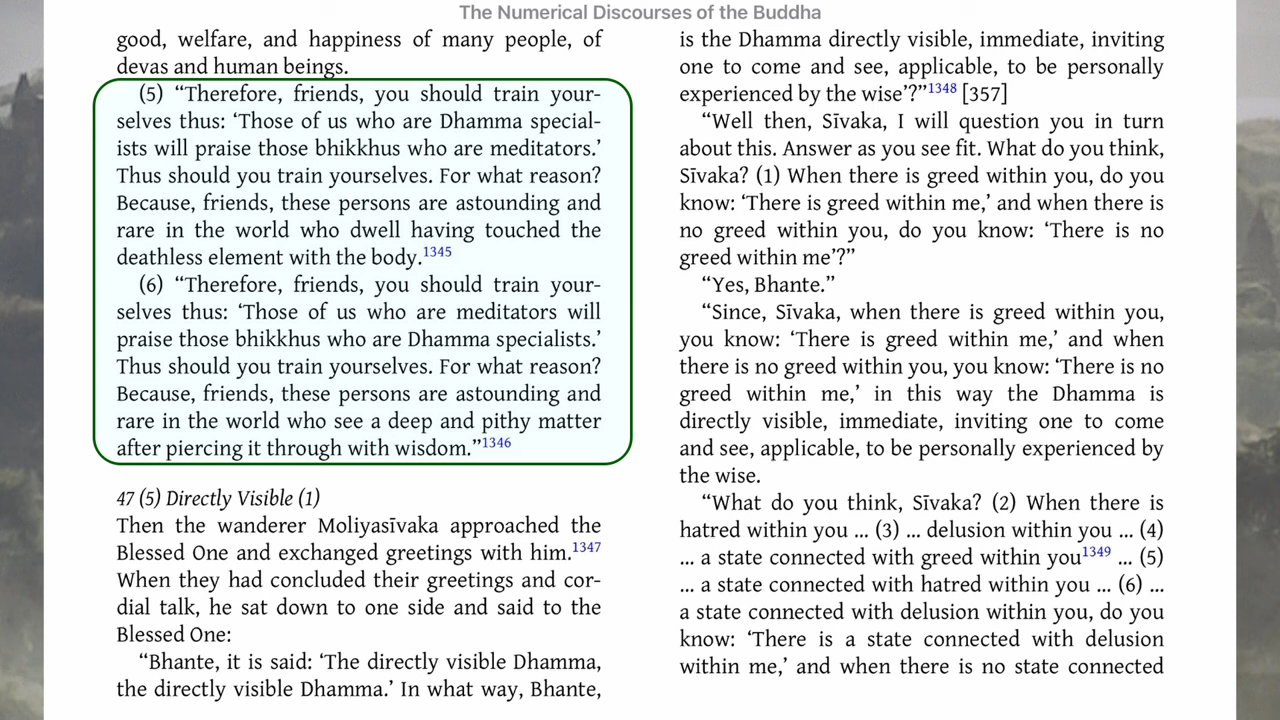 The Numerical Discourses of the Buddha
good, welfare, and happiness of many people, of
devas and human beings.
(5) “Therefore, friends, you should train your-
selves thus: ‘Those of us who are Dhamma special-
ists will praise those bhikkhus who are meditators.’
Thus should you train yourselves. For what reason?
Because, friends, these persons are astounding and
rare in the world who dwell having touched the
deathless element with the body.1345
(6) “Therefore, friends, you should train your-
selves thus: ‘Those of us who are meditators will
praise those bhikkhus who are Dhamma specialists.’
Thus should you train yourselves. For what reason?
Because, friends, these persons are astounding and
rare in the world who see a deep and pithy matter
after piercing it through with wisdom.”1346
47 (5) Directly Visible (1)
Then the wanderer Moliyasīvaka approached the
Blessed One and exchanged greetings with him.1347
When they had concluded their greetings and cor-
dial talk, he sat down to one side and said to the
Blessed One:
“Bhante, it is said: ‘The directly visible Dhamma,
the directly visible Dhamma.’ In what way, Bhante,
is the Dhamma directly visible, immediate, inviting
one to come and see, applicable, to be personally
experienced by the wise’?”1348 [357]
“Well then, Sīvaka, I will question you in turn
about this. Answer as you see fit. What do you think,
Sīvaka? (1) When there is greed within you, do you
know: ‘There is greed within me,’ and when there is
no greed within you, do you know: ‘There is no
greed within me’?”
“Yes, Bhante.”
“Since, Sīvaka, when there is greed within you,
you know: ‘There is greed within me,’ and when
there is no greed within you, you know: ‘There is no
greed within me,’ in this way the Dhamma is
directly visible, immediate, inviting one to come
and see, applicable, to be personally experienced by
the wise.
“What do you think, Sīvaka? (2) When there is
hatred within you ... (3) ... delusion within you ... (4)
... a state connected with greed within you1349 ... (5)
... a state connected with hatred within you ... (6) ...
a state connected with delusion within you, do you
know: ‘There is a state connected with delusion
within me,’ and when there is no state connected